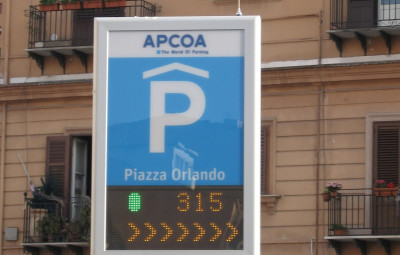 APCOA
The World Of Parking
P
Piazza Orlando
315
>>>>>>>